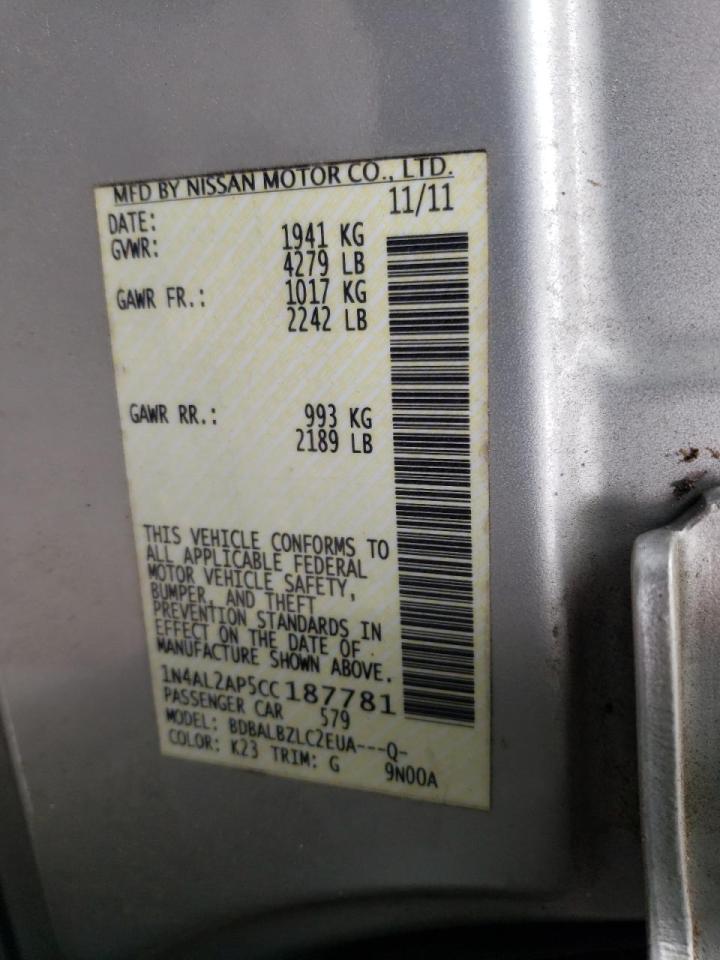 MFD BY NISSAN MOTOR CO., LTD.
DATE: 11/11
GVWR: 1941 KG
4279 LB
GAWR FR.: 1017 KG
2242 LB
GAWR RR.: 993 KG
2189 LB
THIS VEHICLE CONFORMS TO
ALL APPLICABLE FEDERAL
MOTOR VEHICLE SAFETY,
BUMPER, AND THEFT
PREVENTION STANDARDS IN
EFFECT ON THE DATE OF
MANUFACTURE SHOWN ABOVE.
1N4AL2AP5CC187781
PASSENGER CAR 579
MODEL: BDBALBZLC2EUA---Q-
COLOR: K23 TRIM: G 9N00A